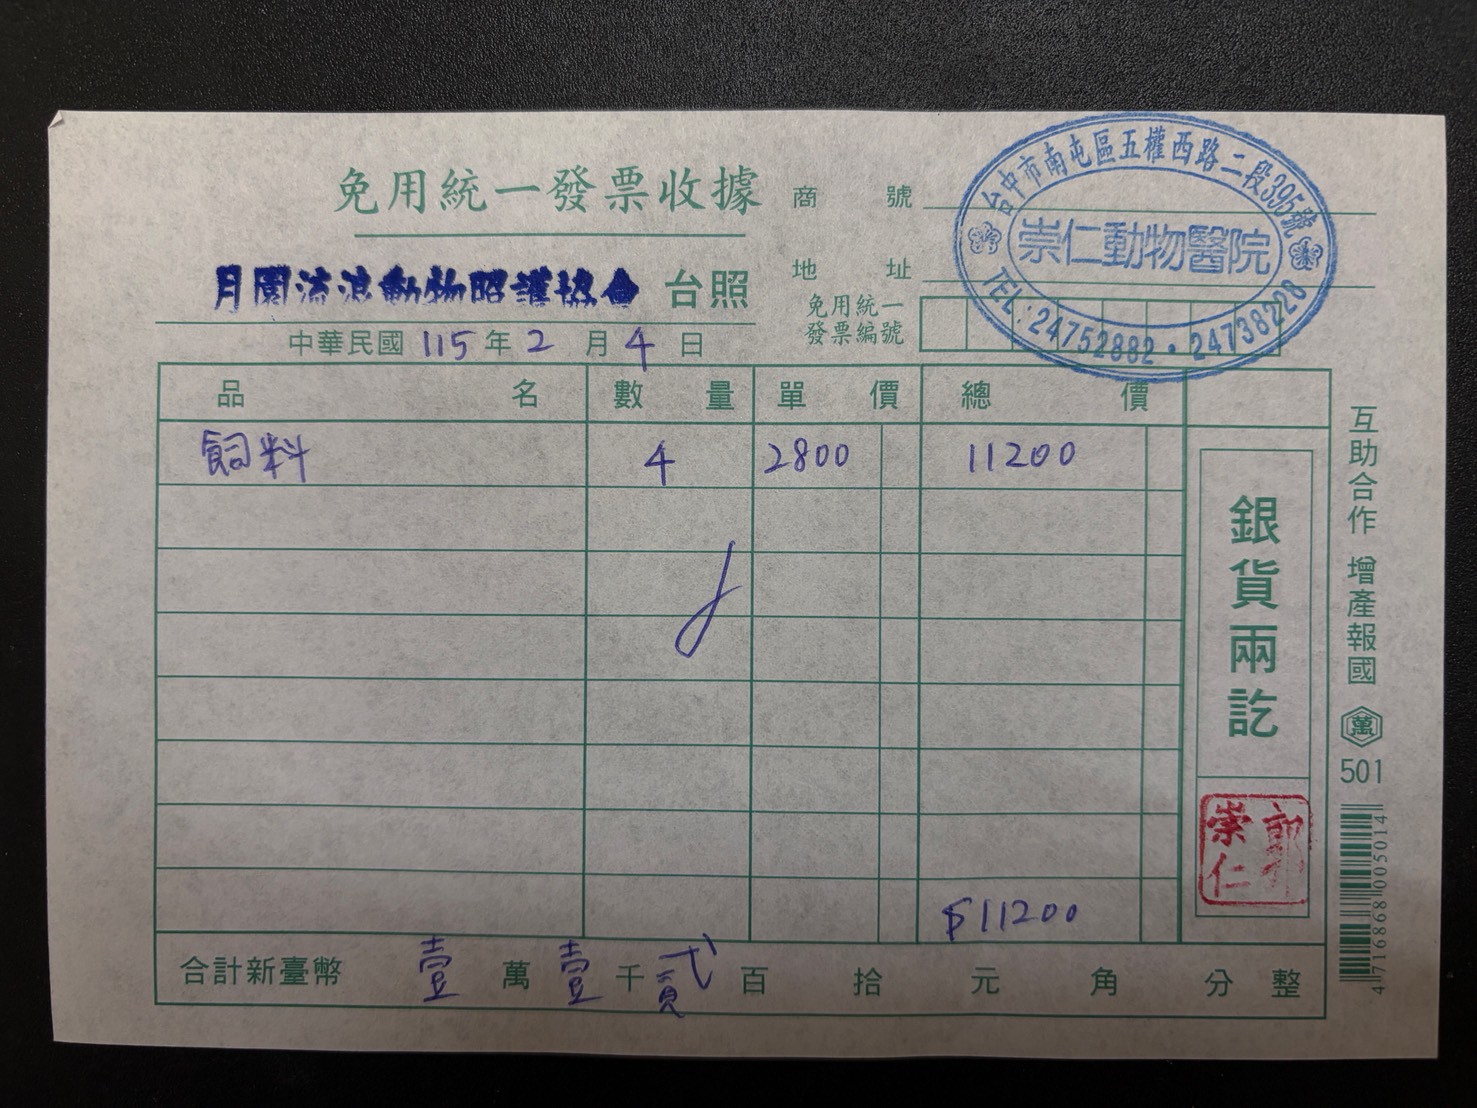 免用統一發票收據
月園流浪動物照護協會 台照
中華民國 115 年 2 月 4 日
商號
地址
免用統一
發票編號
台中市南屯區五權西路二段395號
崇仁動物醫院
TEL:24752882・24738228
品名 數量 單價 總價
飼料 4 2800 11200
$11200
合計新臺幣 壹 萬 壹 千 貳 百 拾 元 角 分 整
銀貨兩訖
崇仁
互助合作 增產報國
萬
501
4716868005014